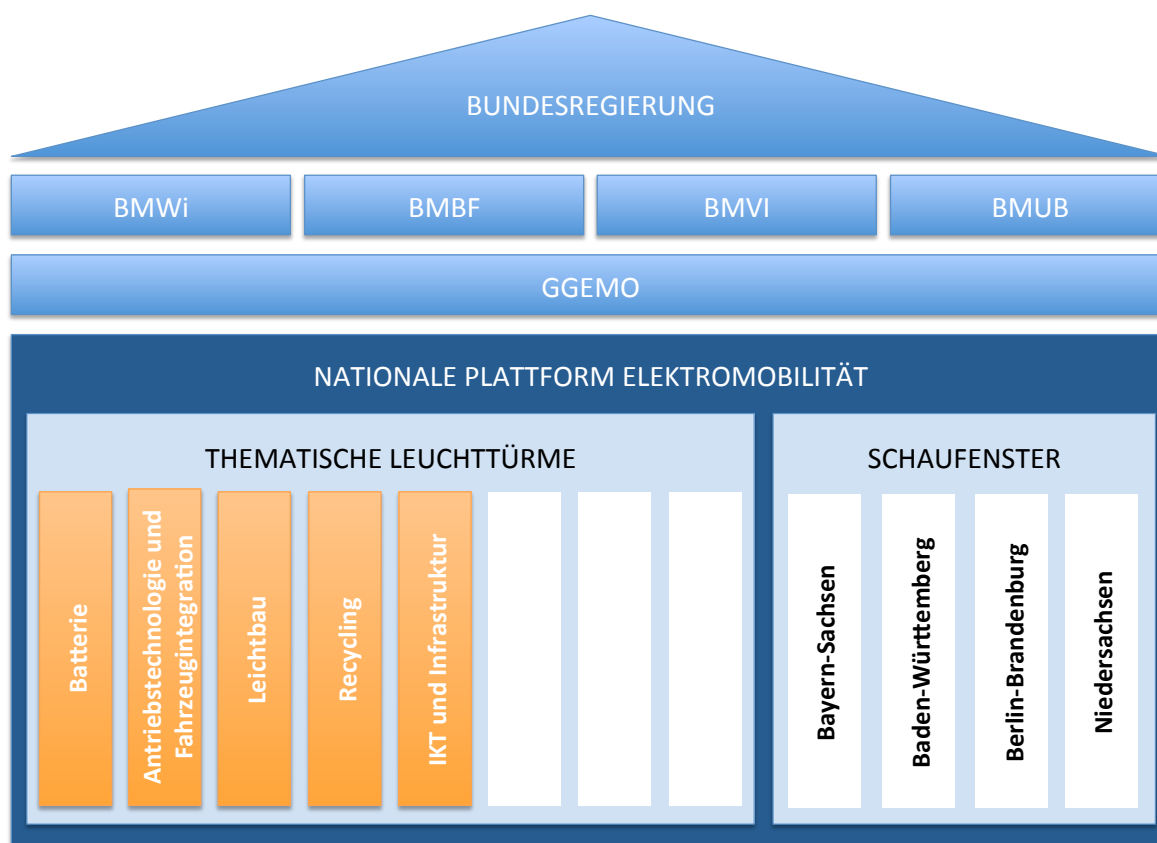 BUNDESREGIERUNG
BMWi
BMBF
BMVI
BMUB
GGEMO
NATIONALE PLATTFORM ELEKTROMOBILITÄT
THEMATISCHE LEUCHTTÜRME
Batterie
Antriebstechnologie und
Fahrzeugintegration
Leichtbau
Recycling
IKT und Infrastruktur
SCHAUFENSTER
Bayern-Sachsen
Baden-Württemberg
Berlin-Brandenburg
Niedersachsen